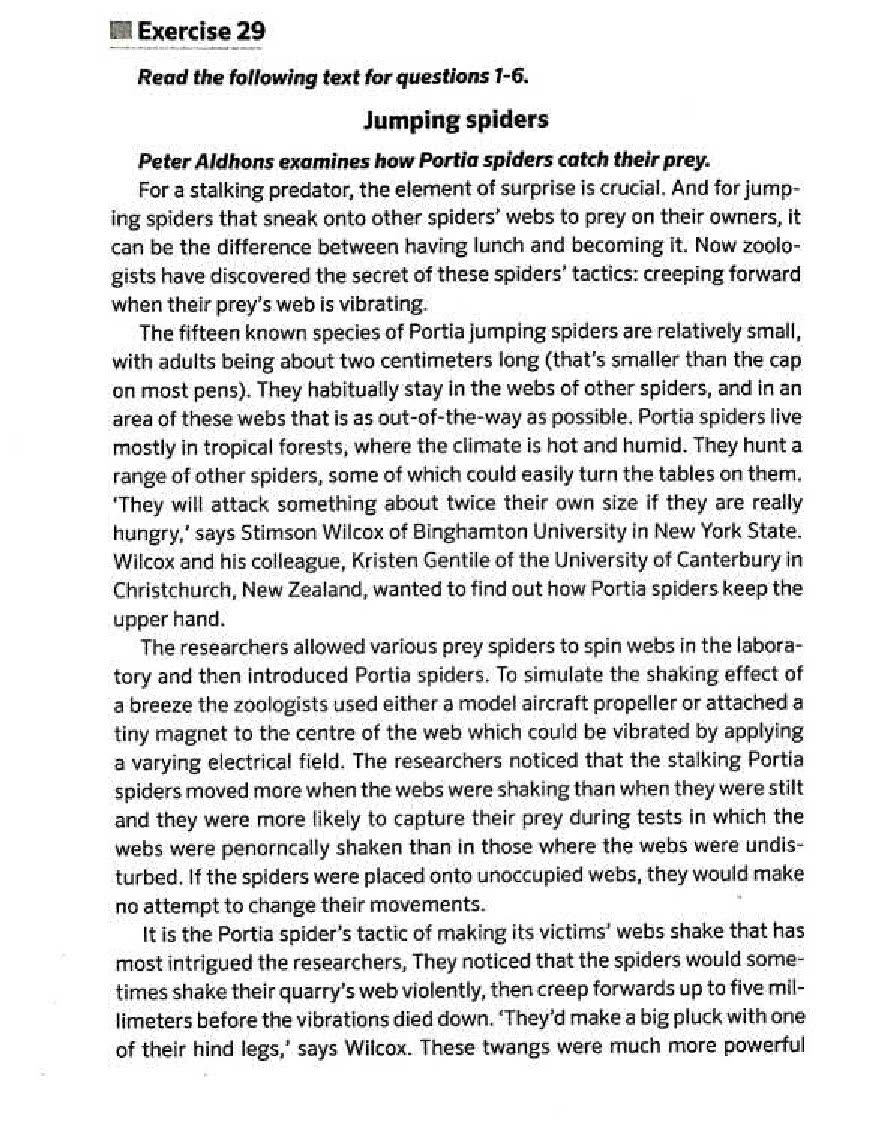 Exercise 29
Read the following text for questions 1-6.
Jumping spiders
Peter Aldhons examines how Portia spiders catch their prey.
For a stalking predator, the element of surprise is crucial. And for jump-
ing spiders that sneak onto other spiders' webs to prey on their owners, it
can be the difference between having lunch and becoming it. Now zoolo-
gists have discovered the secret of these spiders' tactics: creeping forward
when their prey's web is vibrating.
The fifteen known species of Portia jumping spiders are relatively small,
with adults being about two centimeters long (that's smaller than the cap
on most pens). They habitually stay in the webs of other spiders, and in an
area of these webs that is as out-of-the-way as possible. Portia spiders live
mostly in tropical forests, where the climate is hot and humid. They hunt a
range of other spiders, some of which could easily turn the tables on them.
'They will attack something about twice their own size if they are really
hungry,' says Stimson Wilcox of Binghamton University in New York State.
Wilcox and his colleague, Kristen Gentile of the University of Canterbury in
Christchurch, New Zealand, wanted to find out how Portia spiders keep the
upper hand.
The researchers allowed various prey spiders to spin webs in the labora-
tory and then introduced Portia spiders. To simulate the shaking effect of
a breeze the zoologists used either a model aircraft propeller or attached a
tiny magnet to the centre of the web which could be vibrated by applying
a varying electrical field. The researchers noticed that the stalking Portia
spiders moved more when the webs were shaking than when they were stilt
and they were more likely to capture their prey during tests in which the
webs were penorncally shaken than in those where the webs were undis-
turbed. If the spiders were placed onto unoccupied webs, they would make
no attempt to change their movements.
It is the Portia spider's tactic of making its victims' webs shake that has
most intrigued the researchers, They noticed that the spiders would some-
times shake their quarry's web violently, then creep forwards up to five mil-
limeters before the vibrations died down. 'They'd make a big pluck with one
of their hind legs,' says Wilcox. These twangs were much more powerful